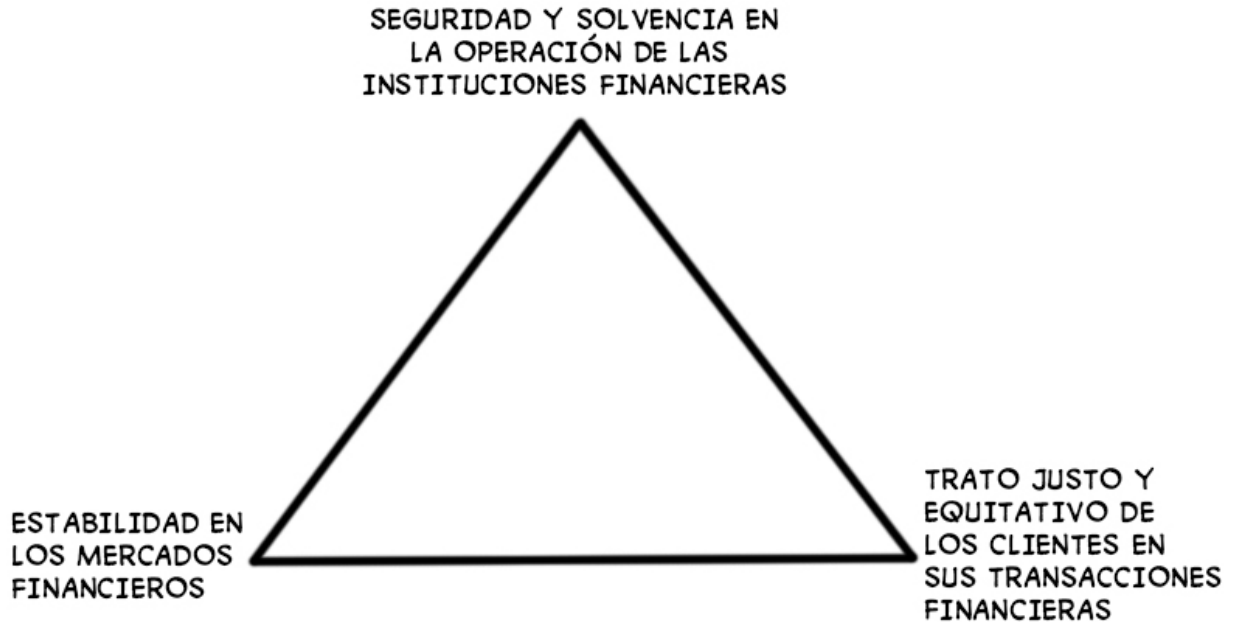 SEGURIDAD Y SOLVENCIA EN
LA OPERACIÓN DE LAS
INSTITUCIONES FINANCIERAS
ESTABILIDAD EN
LOS MERCADOS
FINANCIEROS
TRATO JUSTO Y
EQUITATIVO DE
LOS CLIENTES EN
SUS TRANSACCIONES
FINANCIERAS